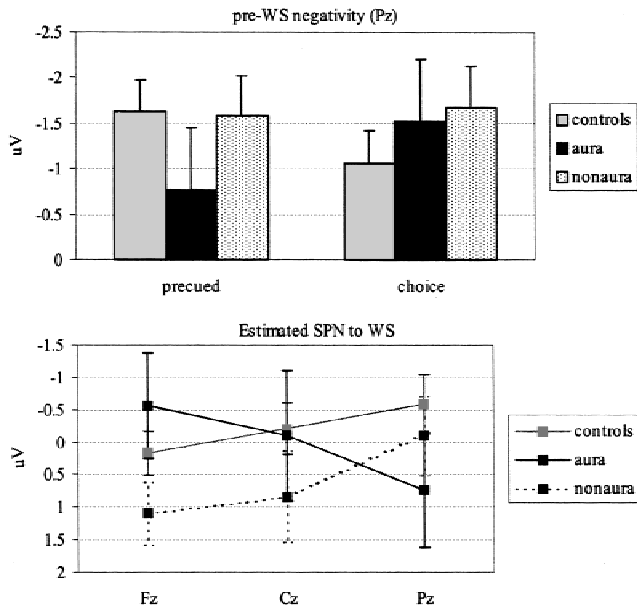 pre-WS negativity (Pz)
-2.5
-2
-1.5
-1
-0.5
0
uV
precued
choice
controls
aura
nonaura
Estimated SPN to WS
-1.5
-1
-0.5
0
0.5
1
1.5
2
uV
Fz
Cz
Pz
controls
aura
nonaura